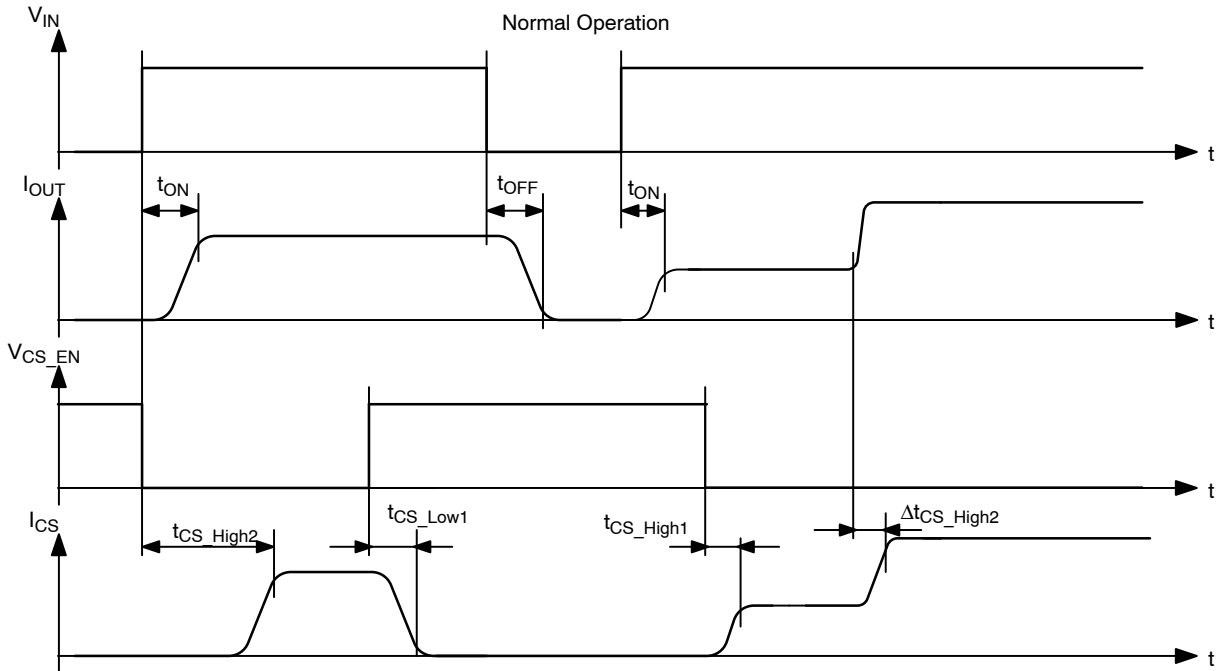 Normal Operation
V_IN
t
I_OUT
t_ON
t_OFF
t_ON
t
V_CS_EN
t
I_CS
t_CS_High2
t_CS_Low1
t_CS_High1
Δt_CS_High2
t